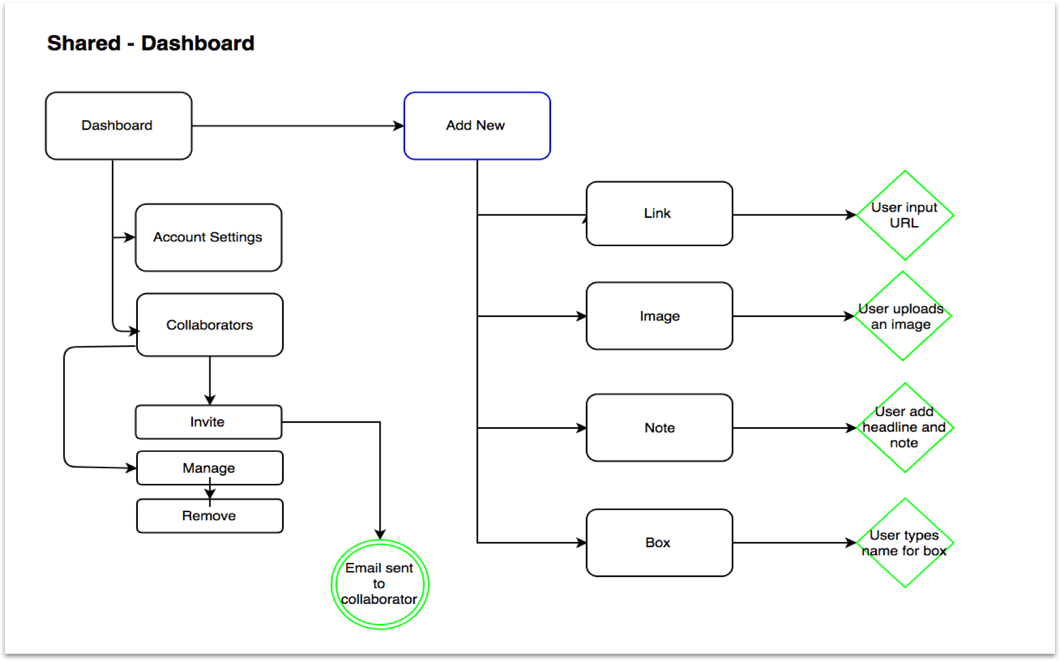 Shared - Dashboard
Dashboard
Add New
Account Settings
Collaborators
Invite
Manage
Remove
Email sent
to
collaborator
Link
User input
URL
Image
User uploads
an image
Note
User add
headline and
note
Box
User types
name for box